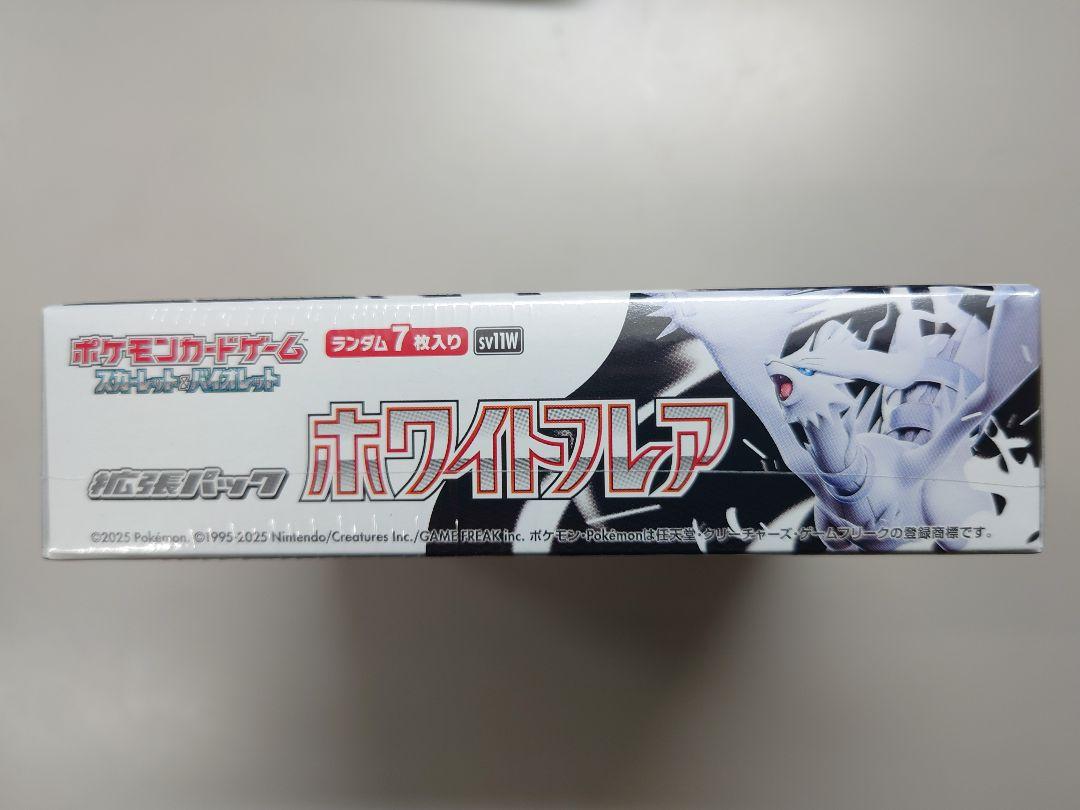 ポケモンカードゲーム
スカーレット&バイオレット
ランダム7枚入り
sv11W
拡張パック
ホワイトフレア
©2025 Pokémon. ©1995-2025 Nintendo/Creatures Inc./GAME FREAK inc. ポケモン・Pokémonは任天堂・クリーチャーズ・ゲームフリークの登録商標です。